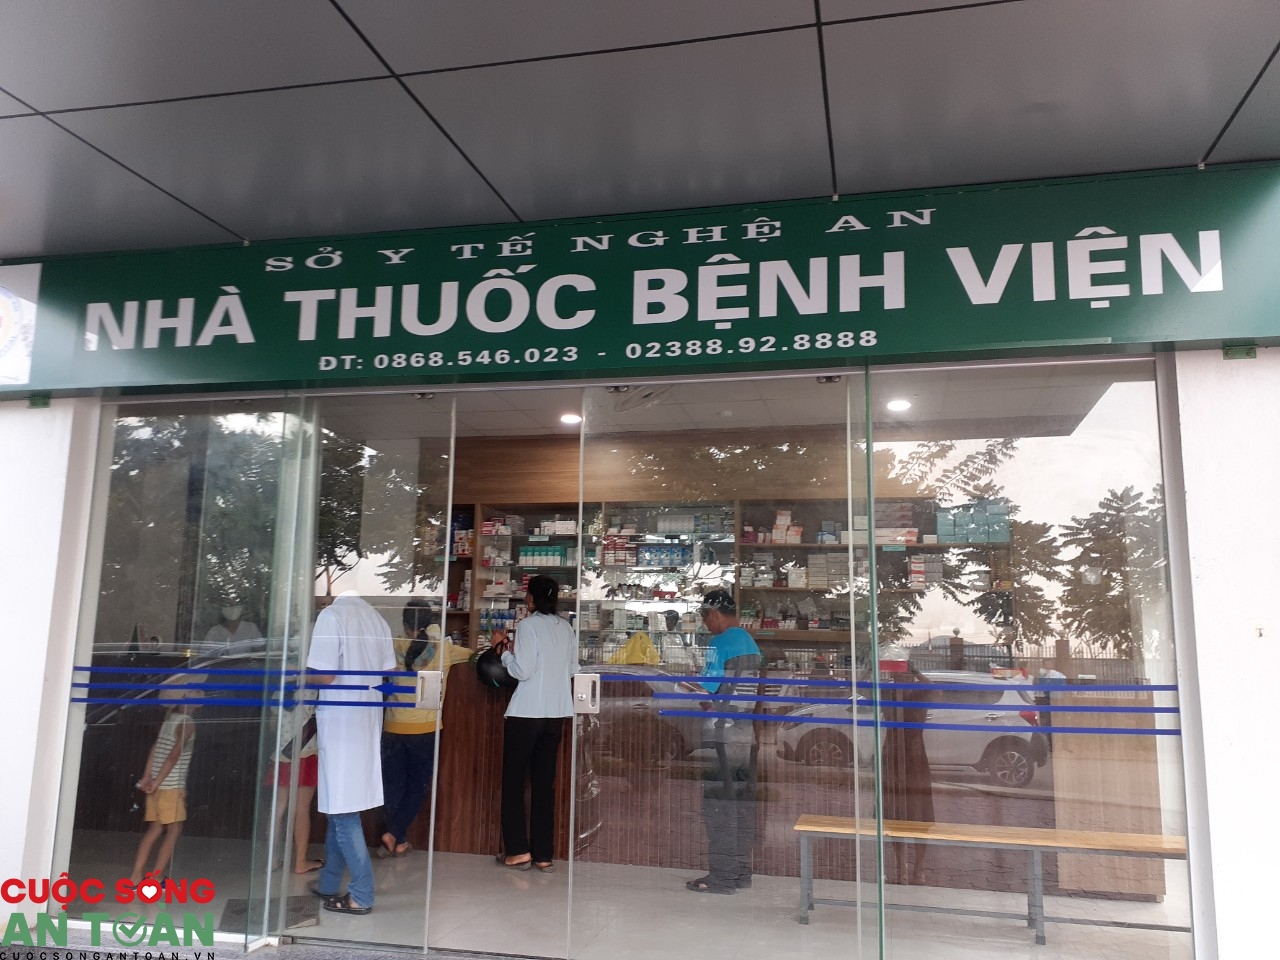 SỞ Y TẾ NGHỆ AN
NHÀ THUỐC BỆNH VIỆN
ĐT: 0868.546.023 - 02388.92.8888
CUỘC SỐNG
AN TOAN
CUOCSONGANTOAN.VN